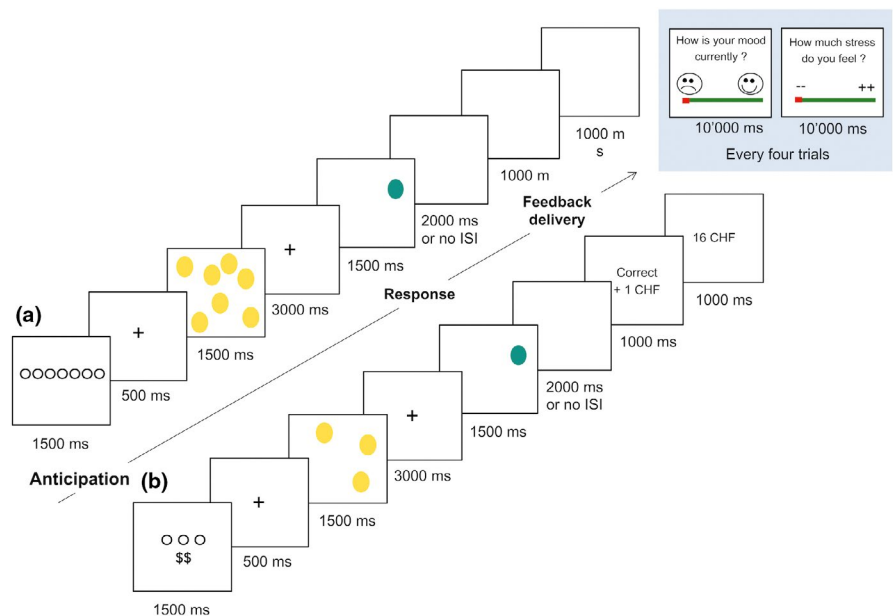 How is your mood
currently ?
How much stress
do you feel ?
-- ++
10'000 ms
10'000 ms
Every four trials
(a)
OOOOOOO
1500 ms
+
500 ms
1500 ms
+
3000 ms
1500 ms
2000 ms
or no ISI
1000 m
1000 m
s
Anticipation
Response
Feedback
delivery
(b)
O O O
$$
1500 ms
+
500 ms
1500 ms
+
3000 ms
1500 ms
2000 ms
or no ISI
Correct
+ 1 CHF
1000 ms
16 CHF
1000 ms